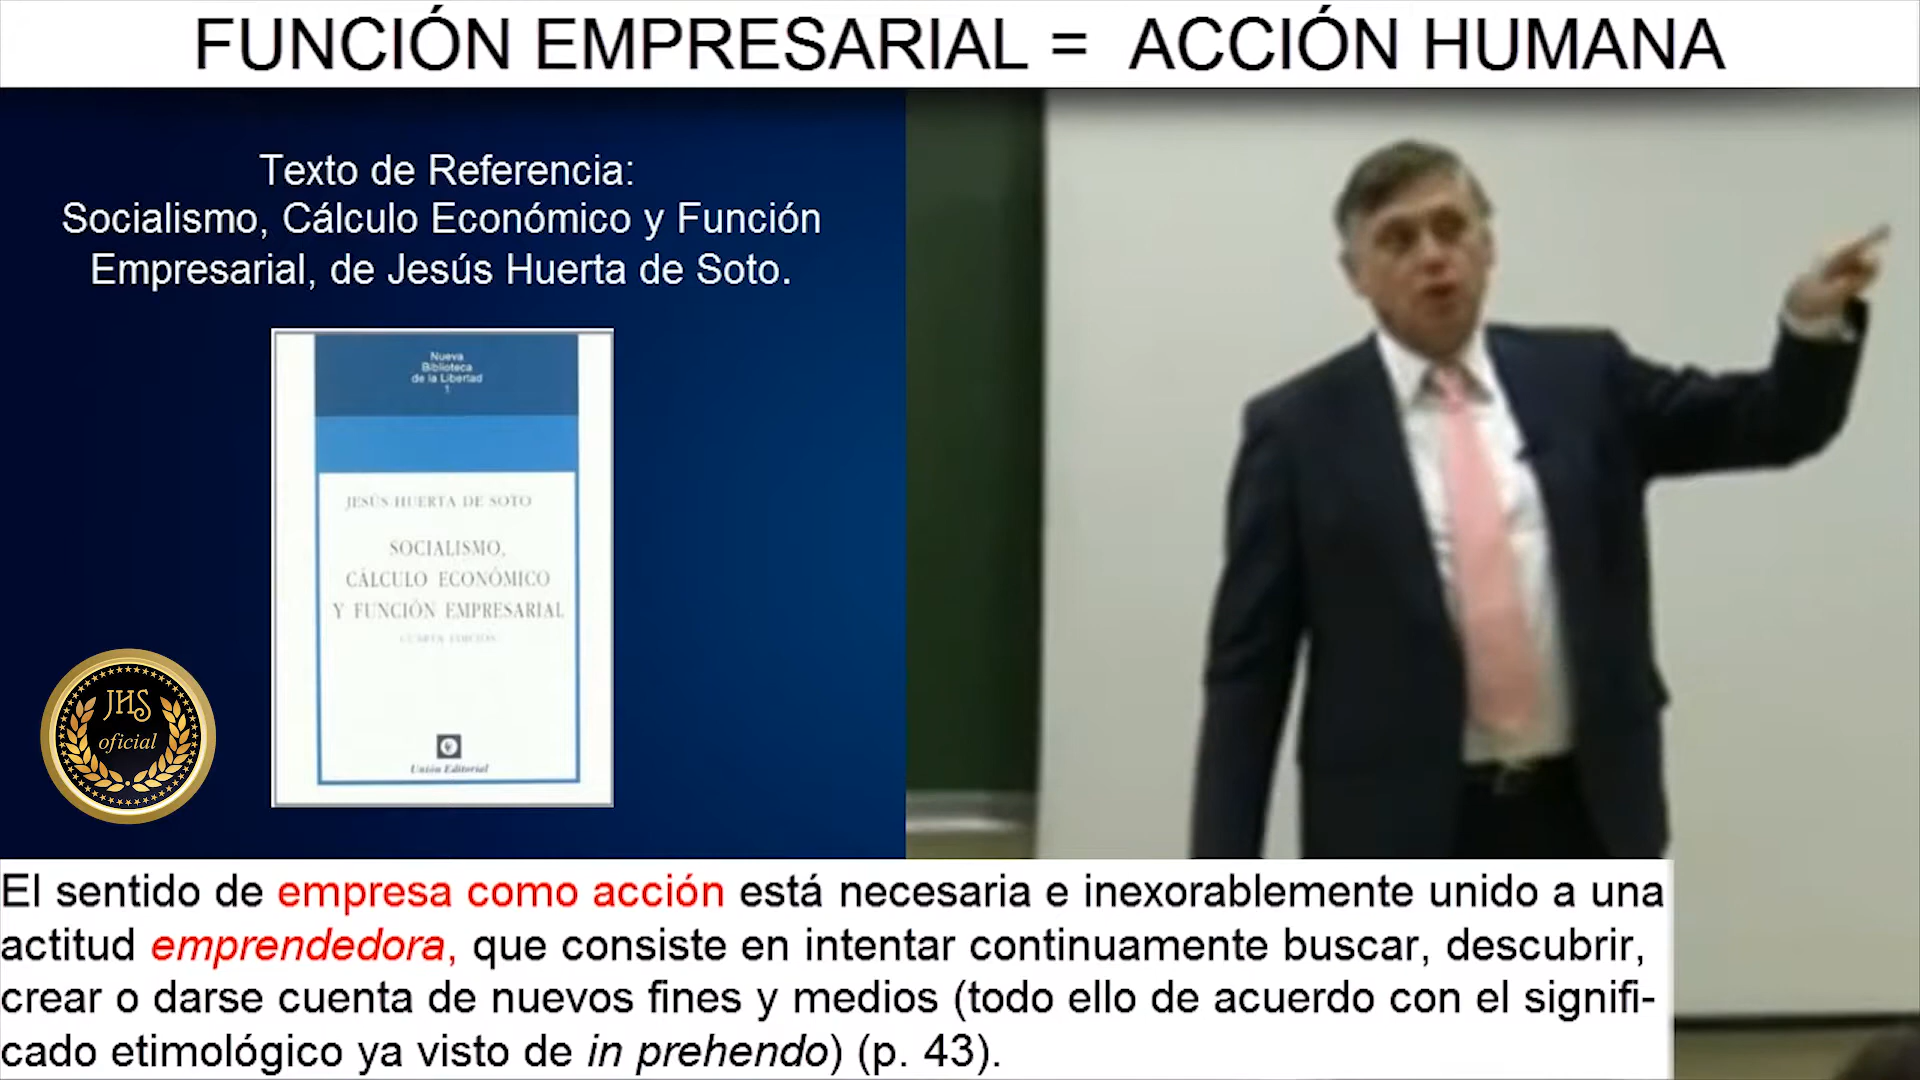 FUNCIÓN EMPRESARIAL = ACCIÓN HUMANA
Texto de Referencia:
Socialismo, Cálculo Económico y Función
Empresarial, de Jesús Huerta de Soto.
Nueva
Biblioteca
de la Libertad
1
JESÚS HUERTA DE SOTO
SOCIALISMO,
CÁLCULO ECONÓMICO
Y FUNCIÓN EMPRESARIAL
CUARTA EDICIÓN
Unión Editorial
JHS
oficial
El sentido de empresa como acción está necesaria e inexorablemente unido a una
actitud emprendedora, que consiste en intentar continuamente buscar, descubrir,
crear o darse cuenta de nuevos fines y medios (todo ello de acuerdo con el signifi-
cado etimológico ya visto de in prehendo) (p. 43).